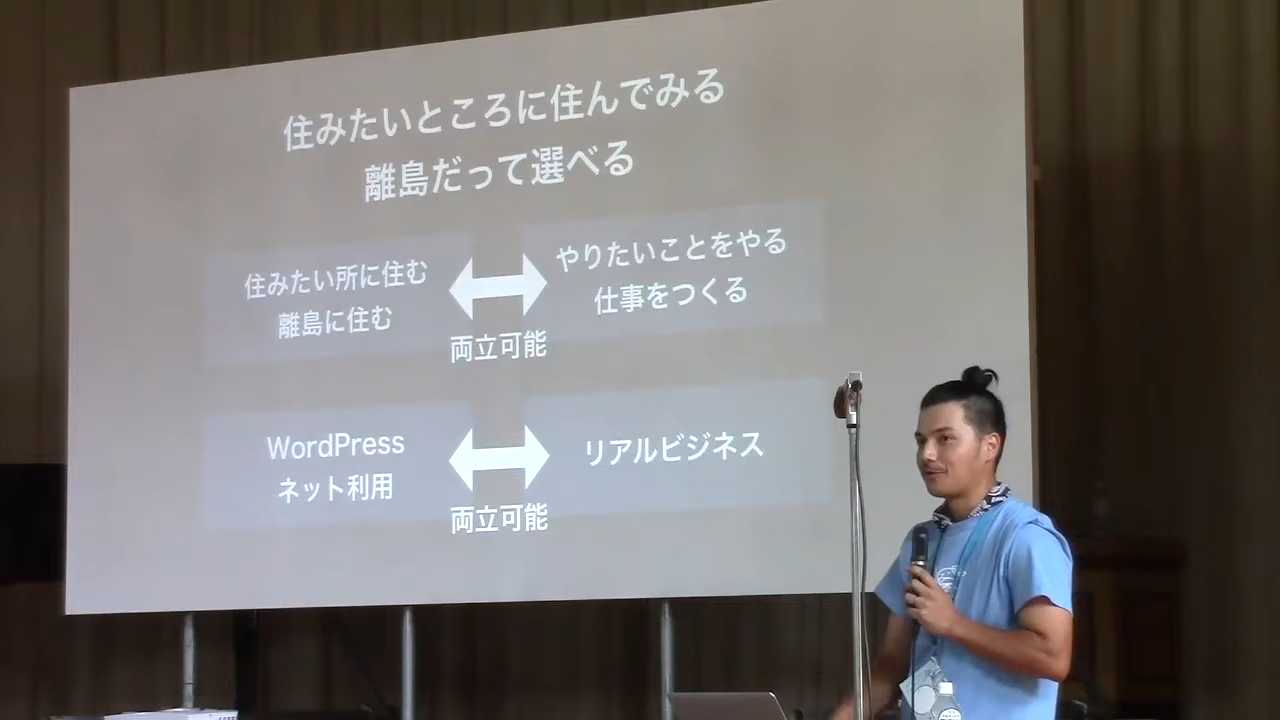 住みたいところに住んでみる
離島だって選べる
住みたい所に住む
離島に住む
両立可能
やりたいことをやる
仕事をつくる
WordPress
ネット利用
両立可能
リアルビジネス